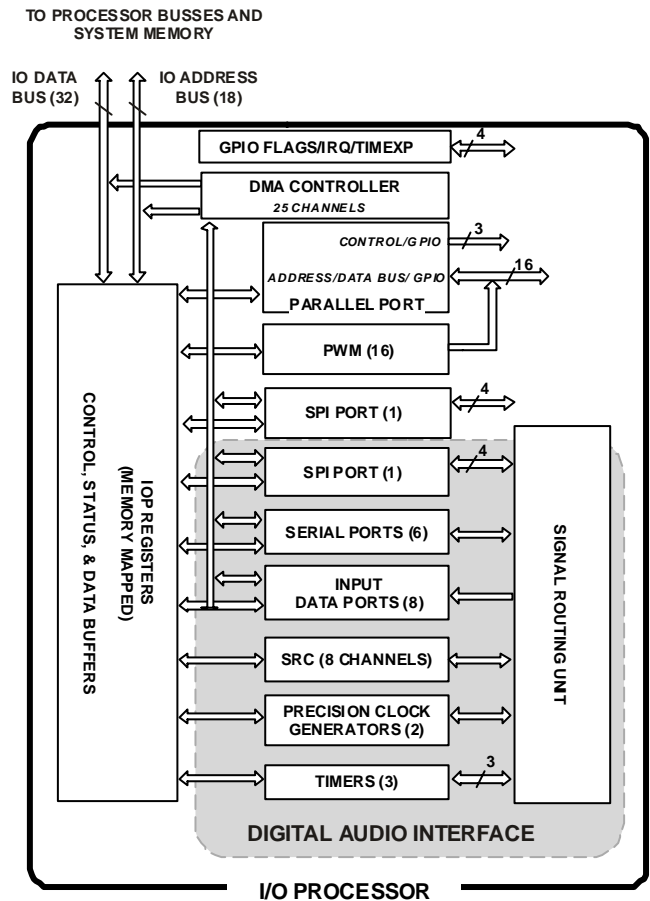 TO PROCESSOR BUSSES AND
SYSTEM MEMORY
IO DATA
BUS (32)
IO ADDRESS
BUS (18)
GPIO FLAGS/IRQ/TIMEXP
4
DMA CONTROLLER
25 CHANNELS
CONTROL/GPIO
3
ADDRESS/DATA BUS/ GPIO
16
PARALLEL PORT
PWM (16)
SPI PORT (1)
4
SPI PORT (1)
4
SERIAL PORTS (6)
INPUT
DATA PORTS (8)
SRC (8 CHANNELS)
PRECISION CLOCK
GENERATORS (2)
TIMERS (3)
3
IOP REGISTERS
(MEMORY MAPPED)
CONTROL, STATUS, & DATA BUFFERS
SIGNAL ROUTING UNIT
DIGITAL AUDIO INTERFACE
I/O PROCESSOR